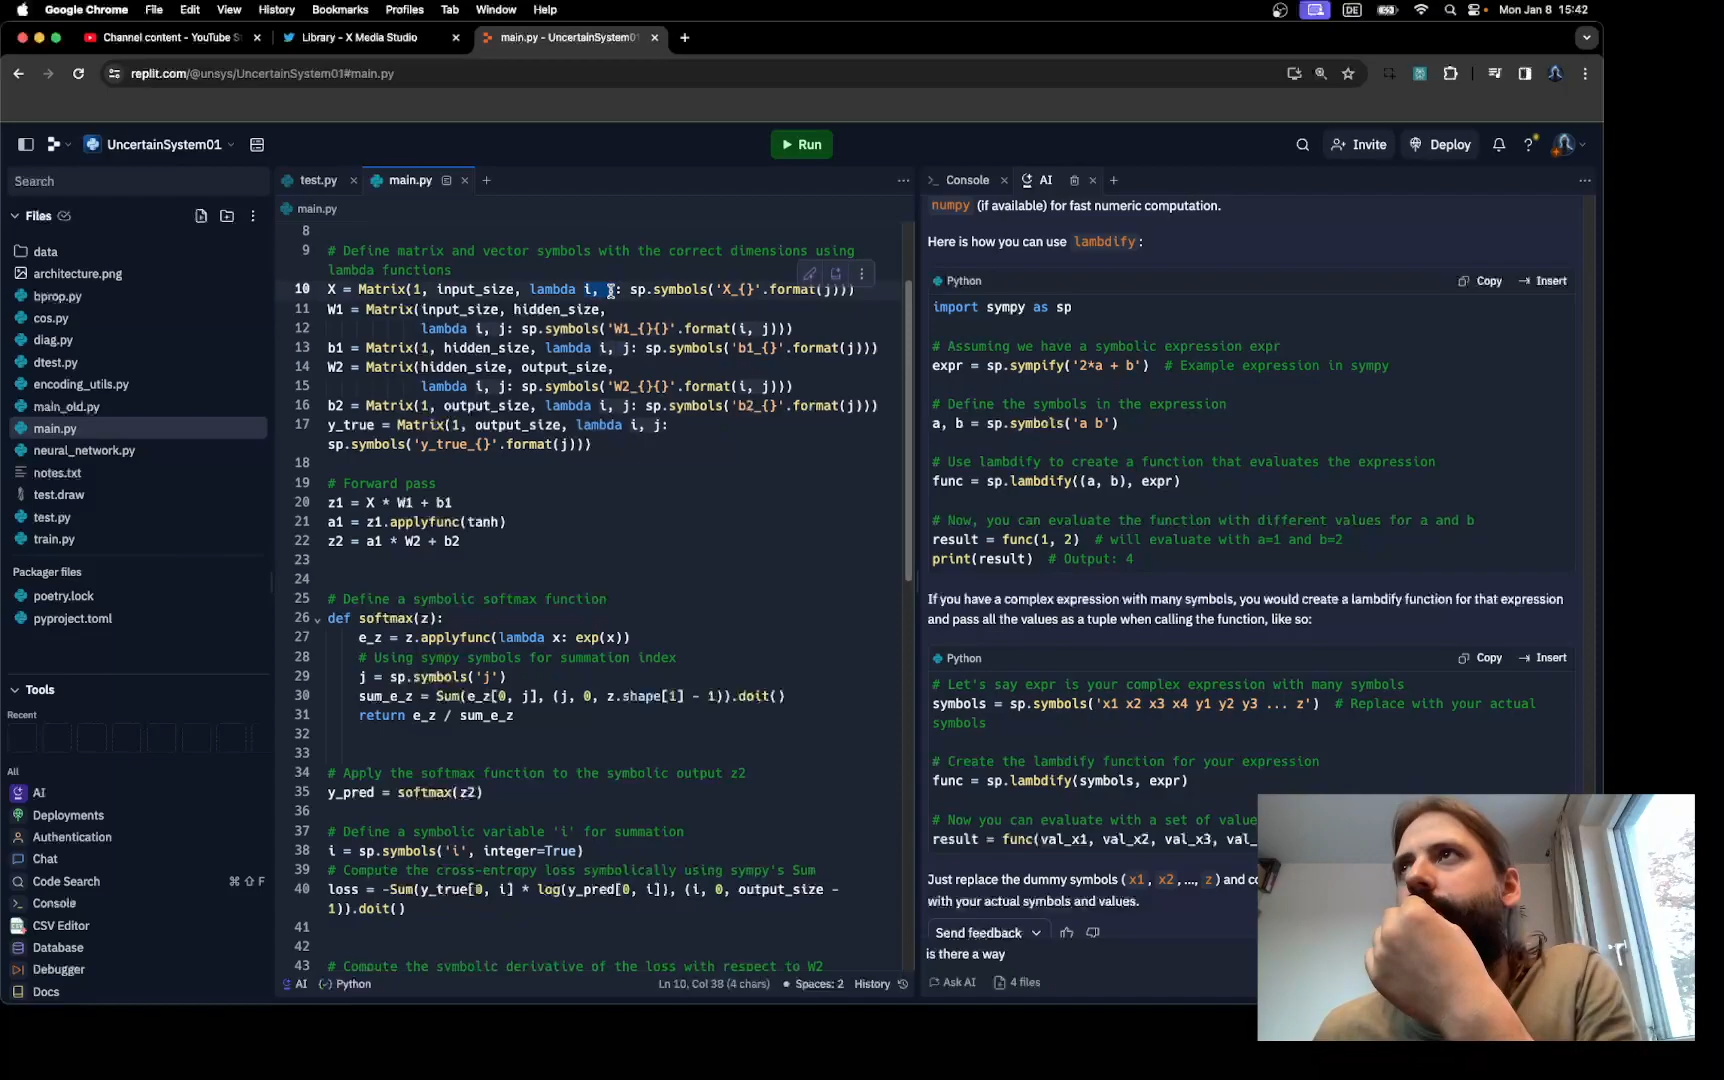 Google Chrome File Edit View History Bookmarks Profiles Tab Window Help DE Mon Jan 8 15:42
Channel content - YouTube S Library - X Media Studio main.py - UncertainSystem01
replit.com/@unsys/UncertainSystem01#main.py
UncertainSystem01 Run Invite Deploy
Search
Files
data
architecture.png
bprop.py
cos.py
diag.py
dtest.py
encoding_utils.py
main_old.py
main.py
neural_network.py
notes.txt
test.draw
test.py
train.py
Packager files
poetry.lock
pyproject.toml
Tools
Recent
All
AI
Deployments
Authentication
Chat
Code Search ⌘ ⇧ F
Console
CSV Editor
Database
Debugger
Docs
test.py main.py
main.py
8
9 # Define matrix and vector symbols with the correct dimensions using
lambda functions
10 X = Matrix(1, input_size, lambda i, j: sp.symbols('X_{}'.format(j)))
11 W1 = Matrix(input_size, hidden_size,
12 lambda i, j: sp.symbols('W1_{}{}'.format(i, j)))
13 b1 = Matrix(1, hidden_size, lambda i, j: sp.symbols('b1_{}'.format(j)))
14 W2 = Matrix(hidden_size, output_size,
15 lambda i, j: sp.symbols('W2_{}{}'.format(i, j)))
16 b2 = Matrix(1, output_size, lambda i, j: sp.symbols('b2_{}'.format(j)))
17 y_true = Matrix(1, output_size, lambda i, j:
sp.symbols('y_true_{}'.format(j)))
18
19 # Forward pass
20 z1 = X * W1 + b1
21 a1 = z1.applyfunc(tanh)
22 z2 = a1 * W2 + b2
23
24
25 # Define a symbolic softmax function
26 def softmax(z):
27 e_z = z.applyfunc(lambda x: exp(x))
28 # Using sympy symbols for summation index
29 j = sp.symbols('j')
30 sum_e_z = Sum(e_z[0, j], (j, 0, z.shape[1] - 1)).doit()
31 return e_z / sum_e_z
32
33
34 # Apply the softmax function to the symbolic output z2
35 y_pred = softmax(z2)
36
37 # Define a symbolic variable 'i' for summation
38 i = sp.symbols('i', integer=True)
39 # Compute the cross-entropy loss symbolically using sympy's Sum
40 loss = -Sum(y_true[0, i] * log(y_pred[0, i]), (i, 0, output_size -
1)).doit()
41
42
43 # Compute the symbolic derivative of the loss with respect to W2
AI Python Ln 10, Col 38 (4 chars) Spaces: 2 History
Console AI
numpy (if available) for fast numeric computation.
Here is how you can use lambdify:
Python Copy Insert
import sympy as sp
# Assuming we have a symbolic expression expr
expr = sp.sympify('2*a + b') # Example expression in sympy
# Define the symbols in the expression
a, b = sp.symbols('a b')
# Use lambdify to create a function that evaluates the expression
func = sp.lambdify((a, b), expr)
# Now, you can evaluate the function with different values for a and b
result = func(1, 2) # will evaluate with a=1 and b=2
print(result) # Output: 4
If you have a complex expression with many symbols, you would create a lambdify function for that expression
and pass all the values as a tuple when calling the function, like so:
Python Copy Insert
# Let's say expr is your complex expression with many symbols
symbols = sp.symbols('x1 x2 x3 x4 y1 y2 y3 ... z') # Replace with your actual
symbols
# Create the lambdify function for your expression
func = sp.lambdify(symbols, expr)
# Now you can evaluate with a set of value
result = func(val_x1, val_x2, val_x3, val_
Just replace the dummy symbols (x1, x2, ..., z) and co
with your actual symbols and values.
Send feedback
is there a way
Ask AI 4 files